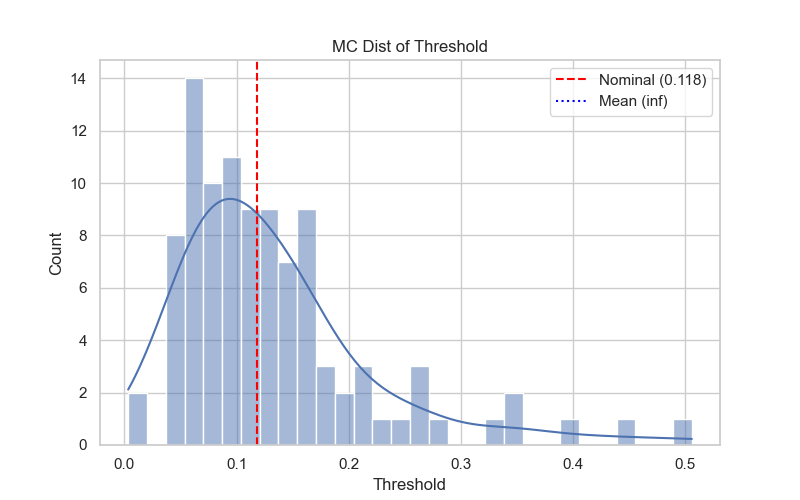 MC Dist of Threshold
Nominal (0.118)
Mean (inf)
14
12
10
8
6
4
2
0
Count
0.0 0.1 0.2 0.3 0.4 0.5
Threshold